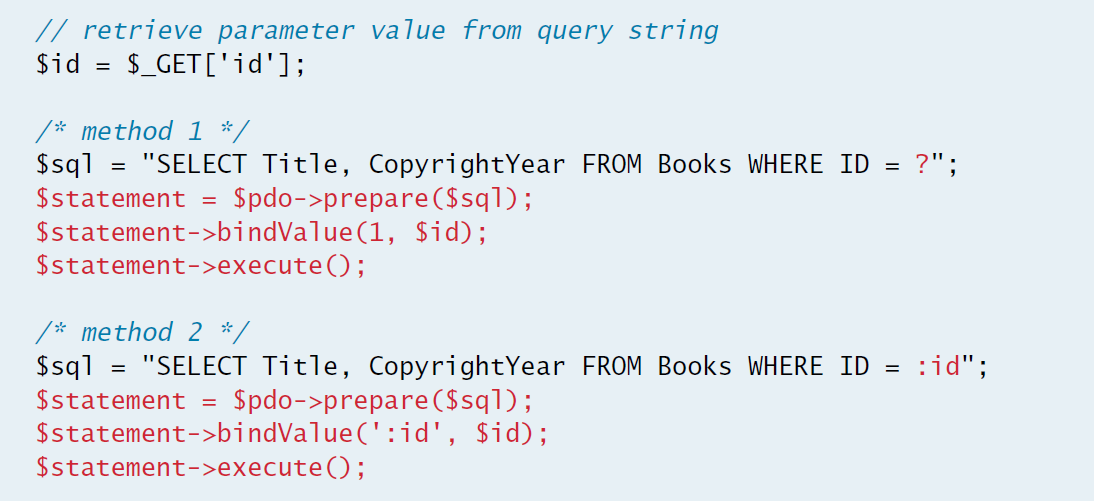 // retrieve parameter value from query string
$id = $_GET['id'];
/* method 1 */
$sql = "SELECT Title, CopyrightYear FROM Books WHERE ID = ?";
$statement = $pdo->prepare($sql);
$statement->bindValue(1, $id);
$statement->execute();
/* method 2 */
$sql = "SELECT Title, CopyrightYear FROM Books WHERE ID = :id";
$statement = $pdo->prepare($sql);
$statement->bindValue(':id', $id);
$statement->execute();